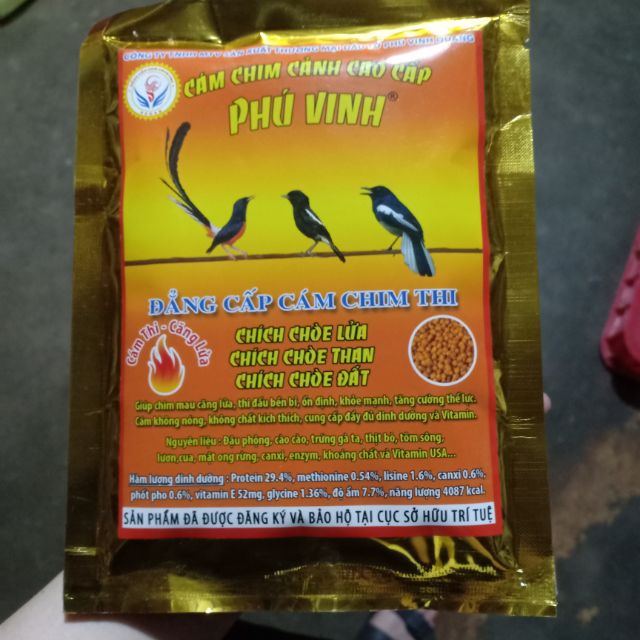 CÔNG TY TNHH MTV SẢN XUẤT THƯƠNG MẠI ĐẦU TƯ PHÚ VINH
CÁM CHIM CẢNH CAO CẤP
PHÚ VINH®
ĐẲNG CẤP CÁM CHIM THI
Cám Thi - Căng Lửa
CHÍCH CHÒE LỬA
CHÍCH CHÒE THAN
CHÍCH CHÒE ĐẤT
Giúp chim mau căng lửa, thi đấu bền bỉ, ổn định, khỏe mạnh, tăng cường thể lực.
Cám không nóng, không chất kích thích, cung cấp đầy đủ dinh dưỡng và Vitamin.
Nguyên liệu : Đậu phộng, cào cào, trứng gà ta, thịt bò, tôm sông,
lươn,cua, mật ong rừng, canxi, enzym, khoáng chất và Vitamin USA...
Hàm lượng dinh dưỡng : Protein 29.4%, methionine 0.54%, lisine 1.6%, canxi 0.6%,
phốt pho 0.6%, vitamin E 52mg, glycine 1.36%, độ ẩm 7.7%, năng lượng 4087 kcal.
SẢN PHẨM ĐÃ ĐƯỢC ĐĂNG KÝ VÀ BẢO HỘ TẠI CỤC SỞ HỮU TRÍ TUỆ